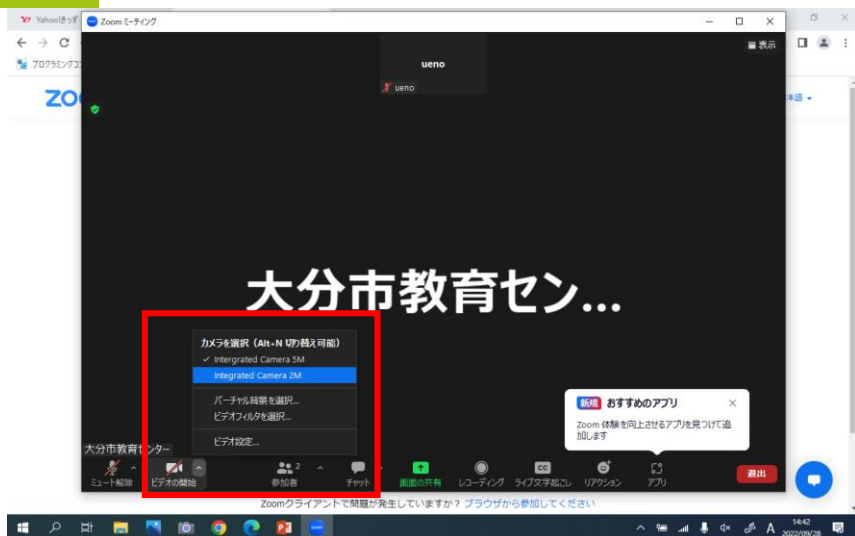 Yahoo!きっず
Zoom ミーティング
表示
プログラミングコ
ueno
ueno
ZO
本語
大分市教育セン...
カメラを選択（Alt+N 切り替え可能）
Intergrated Camera 5M
Integrated Camera 2M
バーチャル背景を選択...
ビデオフィルタを選択...
ビデオ設定...
新規 おすすめのアプリ
Zoom 体験を向上させるアプリを見つけて追
加します
大分市教育センター
ミュート解除 ビデオの開始 参加者 2 チャット 画面の共有 レコーディング CC ライブ文字起こし リアクション アプリ 退出
Zoomクライアントで問題が発生していますか？ ブラウザから参加してください
A 14:42
2022/09/28